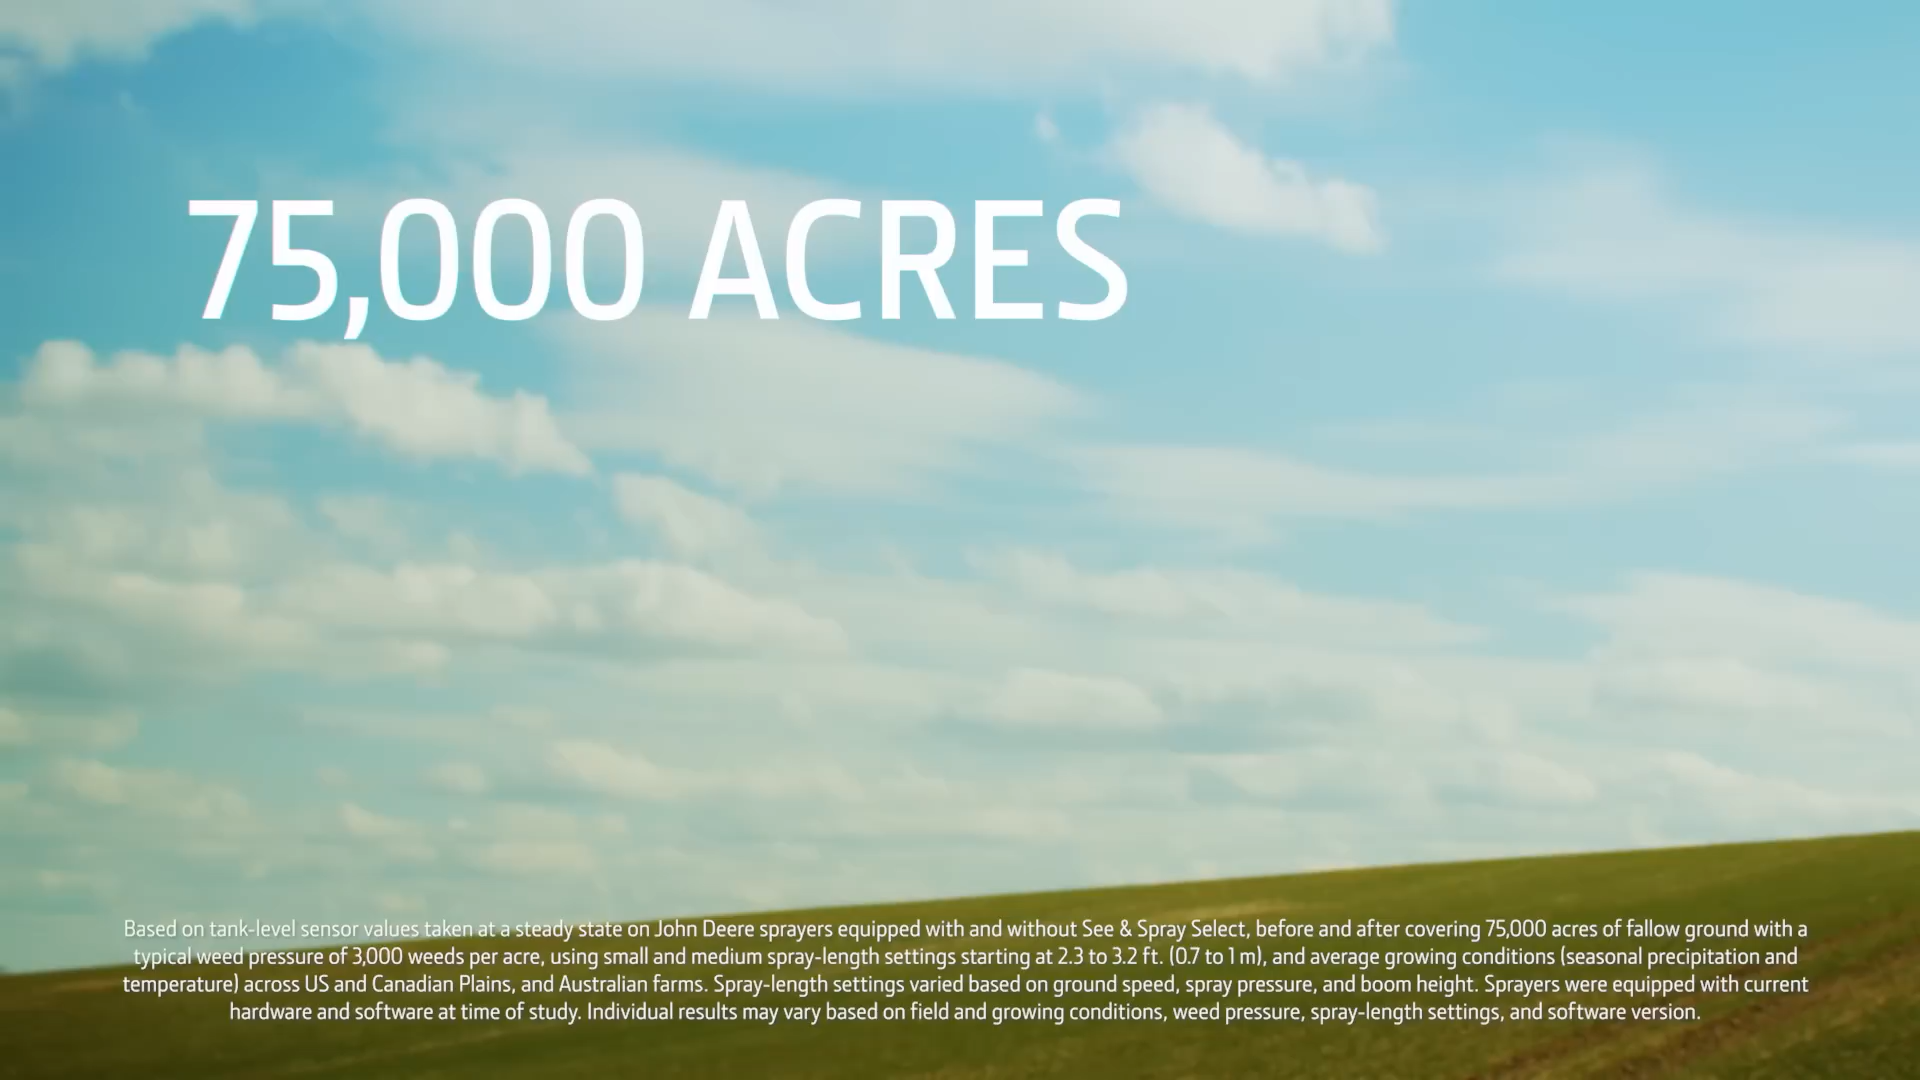 75,000 ACRES
Based on tank-level sensor values taken at a steady state on John Deere sprayers equipped with and without See & Spray Select, before and after covering 75,000 acres of fallow ground with a
typical weed pressure of 3,000 weeds per acre, using small and medium spray-length settings starting at 2.3 to 3.2 ft. (0.7 to 1 m), and average growing conditions (seasonal precipitation and
temperature) across US and Canadian Plains, and Australian farms. Spray-length settings varied based on ground speed, spray pressure, and boom height. Sprayers were equipped with current
hardware and software at time of study. Individual results may vary based on field and growing conditions, weed pressure, spray-length settings, and software version.